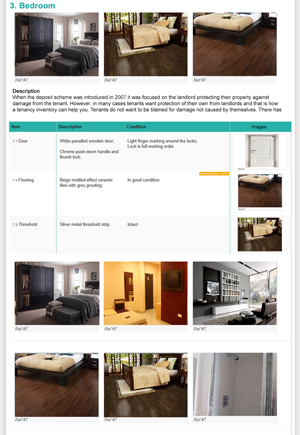 3. Bedroom
Ref #7
Ref #7
Ref #7
Description
When the deposit scheme was introduced in 2007 it was focused on the landlord protecting their property against
damage from the tenant. However, in many cases tenants want protection of their own from landlords and that is how
a tenancy inventory can help you. Tenants do not want to be blamed for damage not caused by themselves. There has
Item Description Condition Images
7.1 Door White panelled wooden door, Light finger marking around the locks;
Chrome push-down handle and Lock is full working order
thumb lock;
7.4 Flooring Beige mottled effect ceramic In good condition
tiles with grey grouting
7.5 Threshold Silver metal threshold strip; Intact
Ref #7
Ref #7
Ref #7
Ref #7
Ref #7
Ref #7